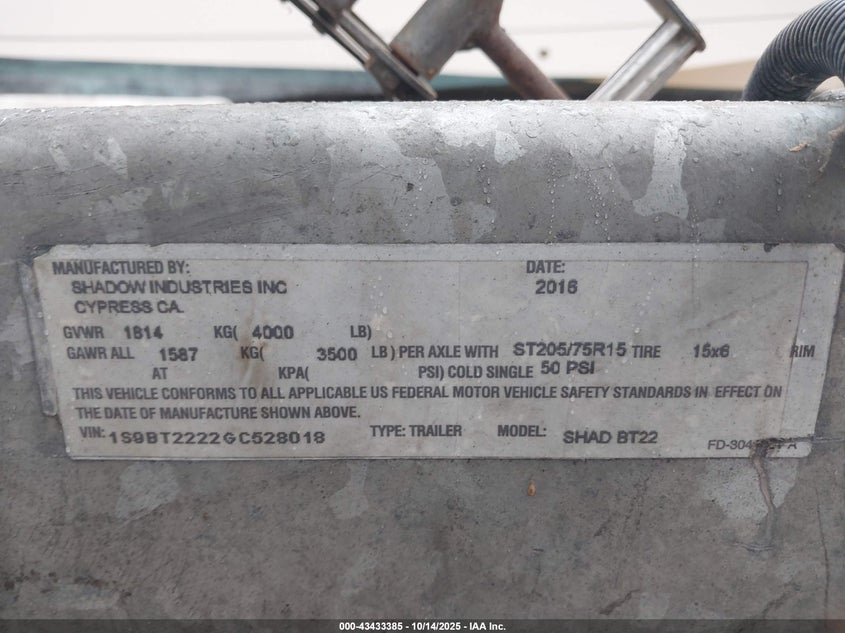 MANUFACTURED BY: DATE:
SHADOW INDUSTRIES INC 2016
CYPRESS CA.
GVWR 1814 KG( 4000 LB)
GAWR ALL 1587 KG( 3500 LB) PER AXLE WITH ST205/75R15 TIRE 15x6 RIM
AT KPA( PSI) COLD SINGLE 50 PSI
THIS VEHICLE CONFORMS TO ALL APPLICABLE US FEDERAL MOTOR VEHICLE SAFETY STANDARDS IN EFFECT ON
THE DATE OF MANUFACTURE SHOWN ABOVE.
VIN: 1S9BT2222GC528018 TYPE: TRAILER MODEL: SHAD BT22
000-43433385 - 10/14/2025 - IAA Inc.